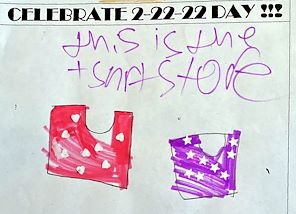 CELEBRATE 2-22-22 DAY !!!
this is the
tshrt store